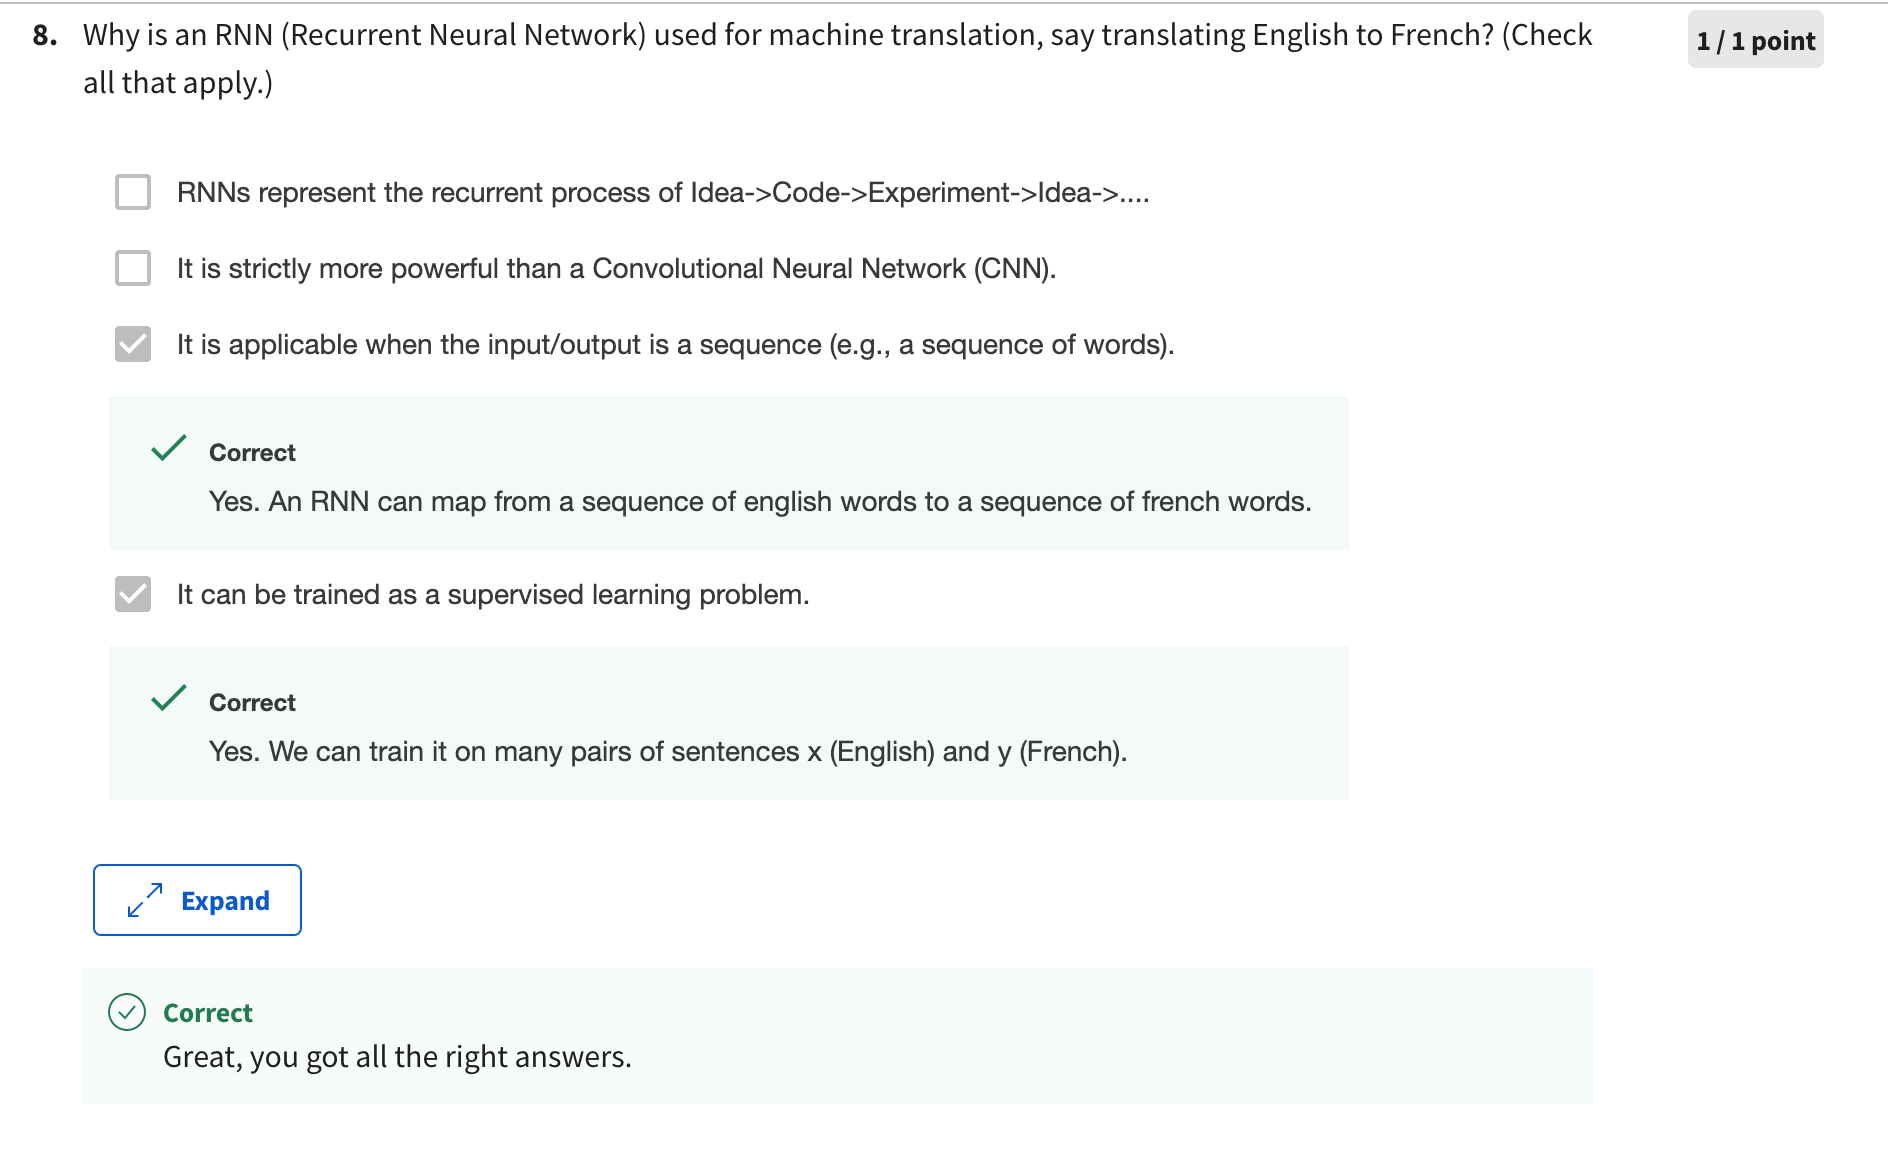 8. Why is an RNN (Recurrent Neural Network) used for machine translation, say translating English to French? (Check
all that apply.)
1 / 1 point
RNNs represent the recurrent process of Idea->Code->Experiment->Idea->....
It is strictly more powerful than a Convolutional Neural Network (CNN).
It is applicable when the input/output is a sequence (e.g., a sequence of words).
Correct
Yes. An RNN can map from a sequence of english words to a sequence of french words.
It can be trained as a supervised learning problem.
Correct
Yes. We can train it on many pairs of sentences x (English) and y (French).
Expand
Correct
Great, you got all the right answers.